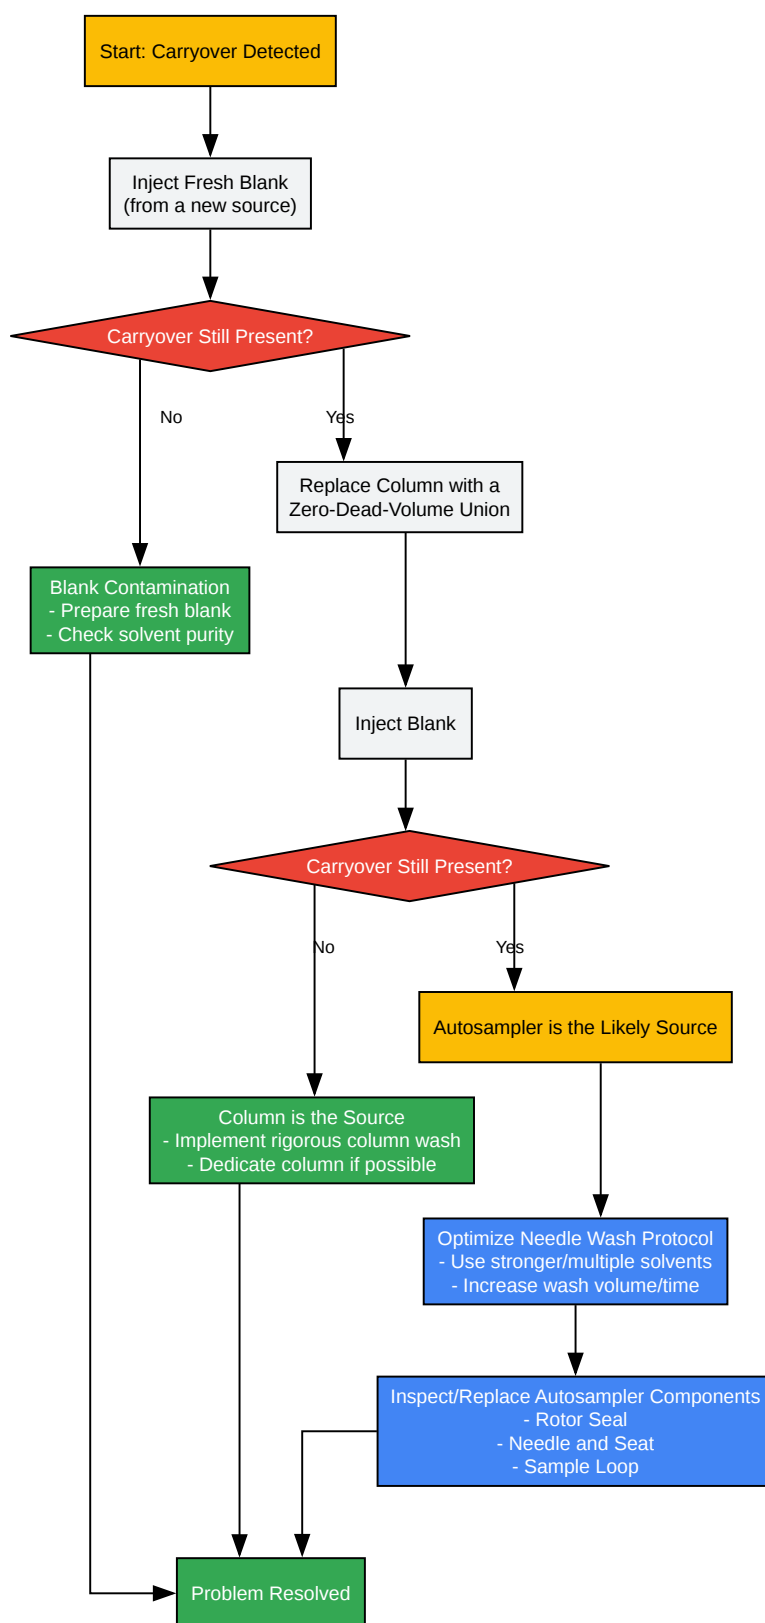 Start: Carryover Detected
Inject Fresh Blank
(from a new source)
Carryover Still Present?
No
Yes
Replace Column with a
Zero-Dead-Volume Union
Blank Contamination
- Prepare fresh blank
- Check solvent purity
Inject Blank
Carryover Still Present?
No
Yes
Autosampler is the Likely Source
Column is the Source
- Implement rigorous column wash
- Dedicate column if possible
Optimize Needle Wash Protocol
- Use stronger/multiple solvents
- Increase wash volume/time
Inspect/Replace Autosampler Components
- Rotor Seal
- Needle and Seat
- Sample Loop
Problem Resolved